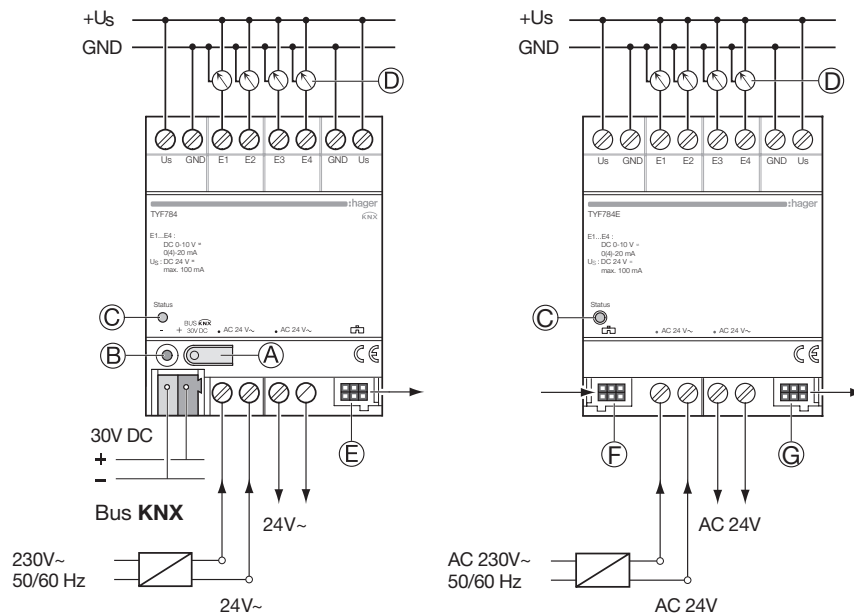 +Us
GND
D
Us GND E1 E2 E3 E4 GND Us
:hager
TYF784
KNX
E1...E4 :
DC 0-10 V ⎓
0(4)-20 mA
Us : DC 24 V ⎓
max. 100 mA
Status
C
- + BUS KNX 30V DC • AC 24 V~ • AC 24 V~
B
A
CE
E
30V DC
+
-
Bus KNX
24V~
230V~
50/60 Hz
24V~
+Us
GND
D
Us GND E1 E2 E3 E4 GND Us
:hager
TYF784E
E1...E4 :
DC 0-10 V ⎓
0(4)-20 mA
Us : DC 24 V ⎓
max. 100 mA
Status
C
• AC 24 V~ • AC 24 V~
CE
F
G
AC 24V
AC 230V~
50/60 Hz
AC 24V